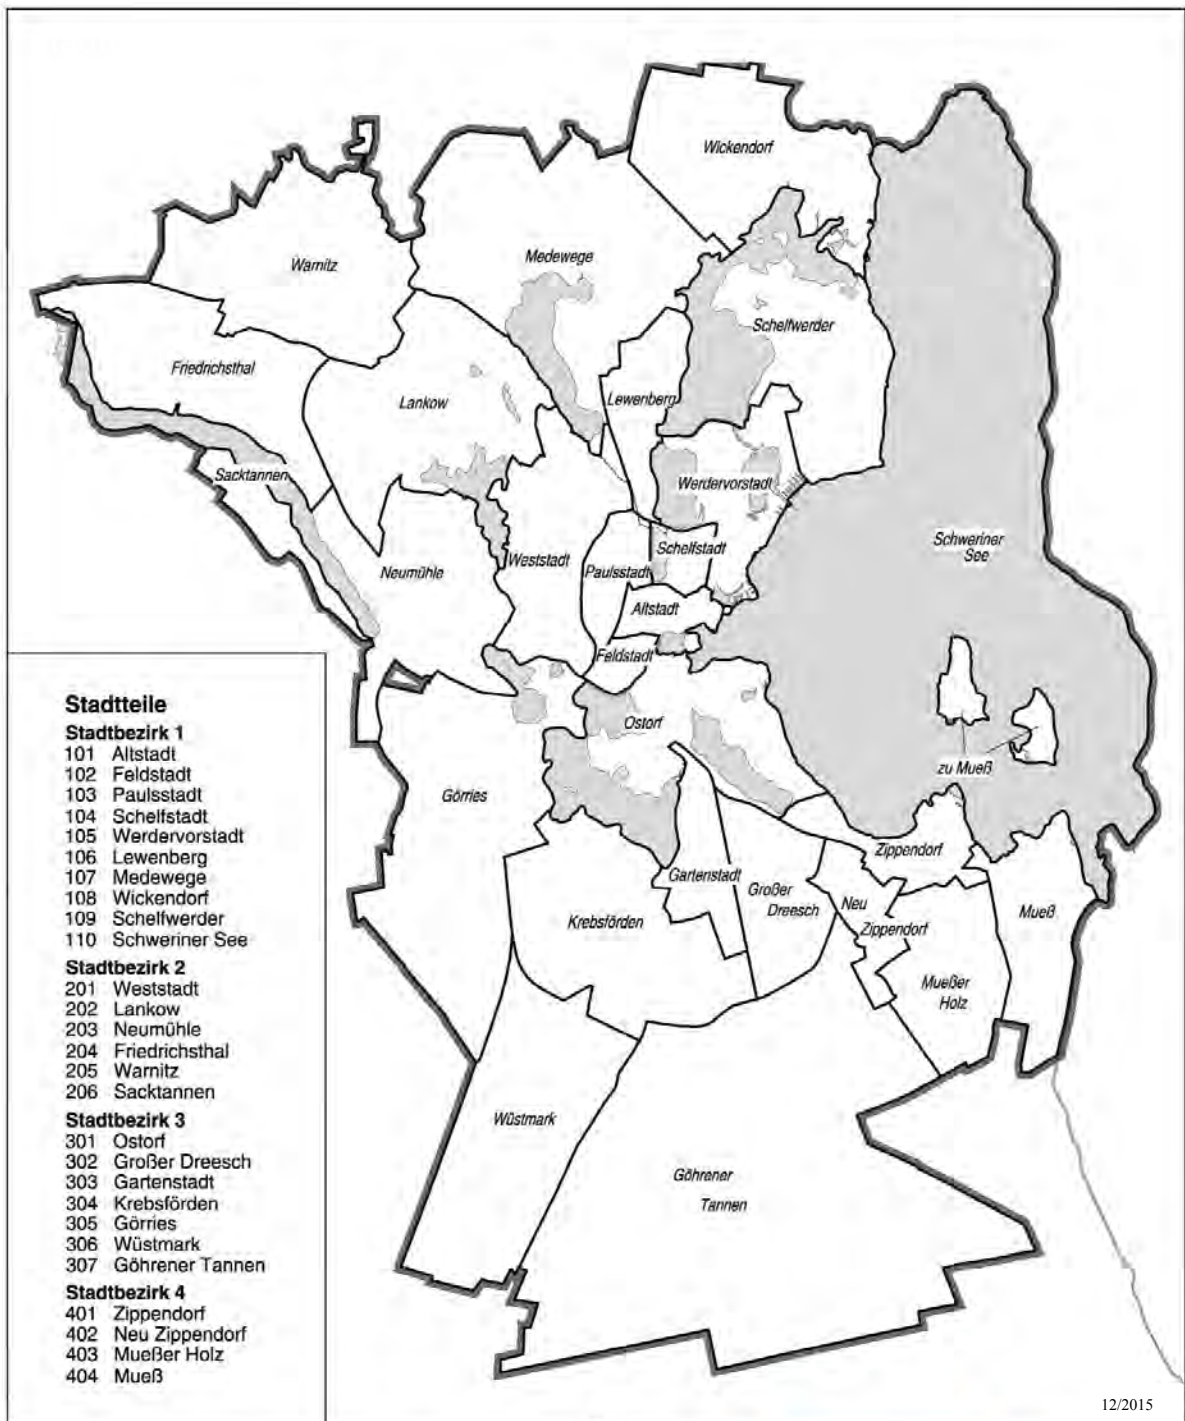 Wickendorf
Medewege
Warnitz
Schelfwerder
Friedrichsthal
Lankow
Lewenberg
Sacktannen
Werdervorstadt
Schweriner
See
Schelfstadt
Weststadt
Paulsstadt
Neumühle
Altstadt
Feldstadt
Ostorf
zu Mueß
Görries
Zippendorf
Gartenstadt
Großer
Dreesch
Neu
Zippendorf
Mueß
Krebsförden
Mueßer
Holz
Wüstmark
Göhrener
Tannen
Stadtteile
Stadtbezirk 1
101 Altstadt
102 Feldstadt
103 Paulsstadt
104 Schelfstadt
105 Werdervorstadt
106 Lewenberg
107 Medewege
108 Wickendorf
109 Schelfwerder
110 Schweriner See
Stadtbezirk 2
201 Weststadt
202 Lankow
203 Neumühle
204 Friedrichsthal
205 Warnitz
206 Sacktannen
Stadtbezirk 3
301 Ostorf
302 Großer Dreesch
303 Gartenstadt
304 Krebsförden
305 Görries
306 Wüstmark
307 Göhrener Tannen
Stadtbezirk 4
401 Zippendorf
402 Neu Zippendorf
403 Mueßer Holz
404 Mueß
12/2015